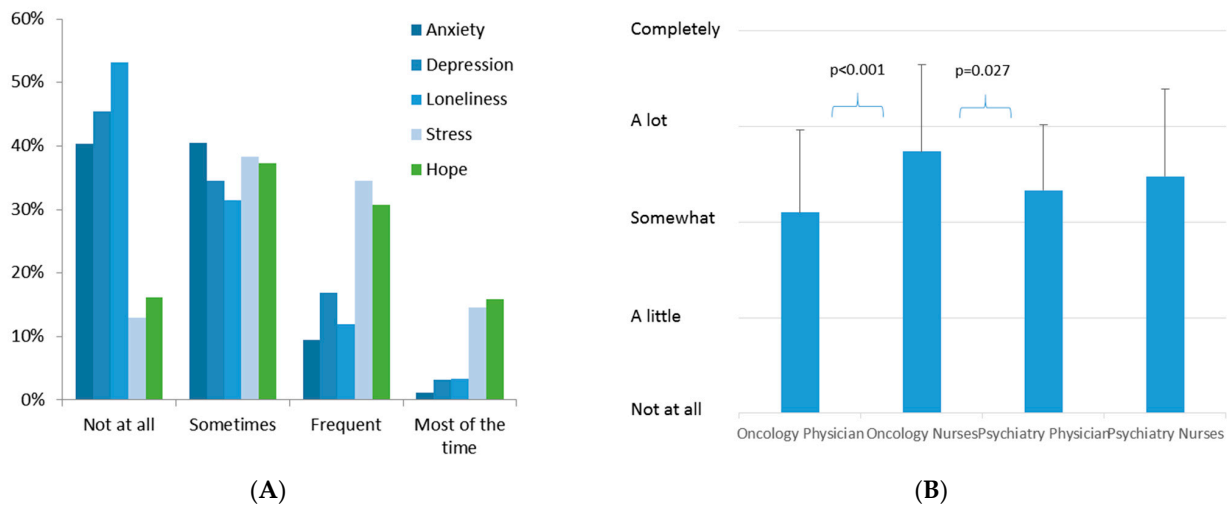 60%
50%
40%
30%
20%
10%
0%
Anxiety
Depression
Loneliness
Stress
Hope
Not at all
Sometimes
Frequent
Most of the
time
(A)
Completely
A lot
Somewhat
A little
Not at all
p<0.001
p=0.027
Oncology Physician
Oncology Nurses
Psychiatry Physician
Psychiatry Nurses
(B)